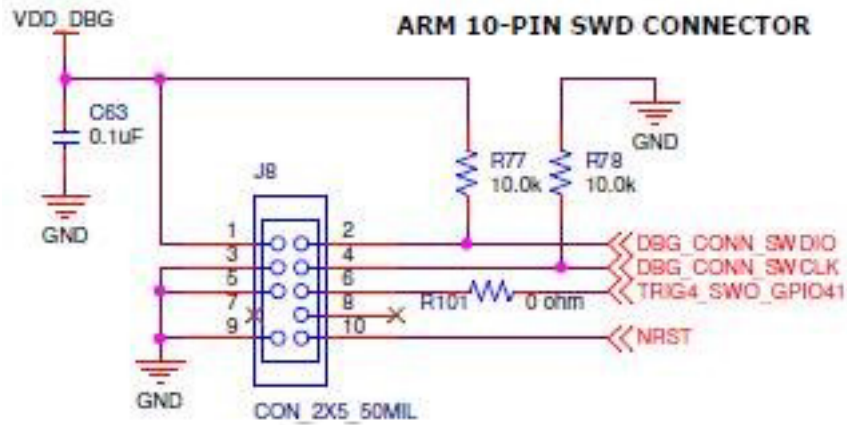 VDD_DBG
ARM 10-PIN SWD CONNECTOR
C63
0.1uF
GND
GND
J8
R77
10.0k
R78
10.0k
1
2
DBG_CONN_SWDIO
3
4
DBG_CONN_SWCLK
5
6
TRIG4_SWO_GPIO41
7
8
R101
0 ohm
9
10
NRST
GND
CON_2X5_50MIL